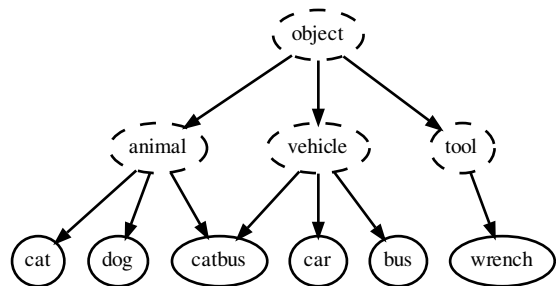 object
animal vehicle tool
cat dog catbus car bus wrench